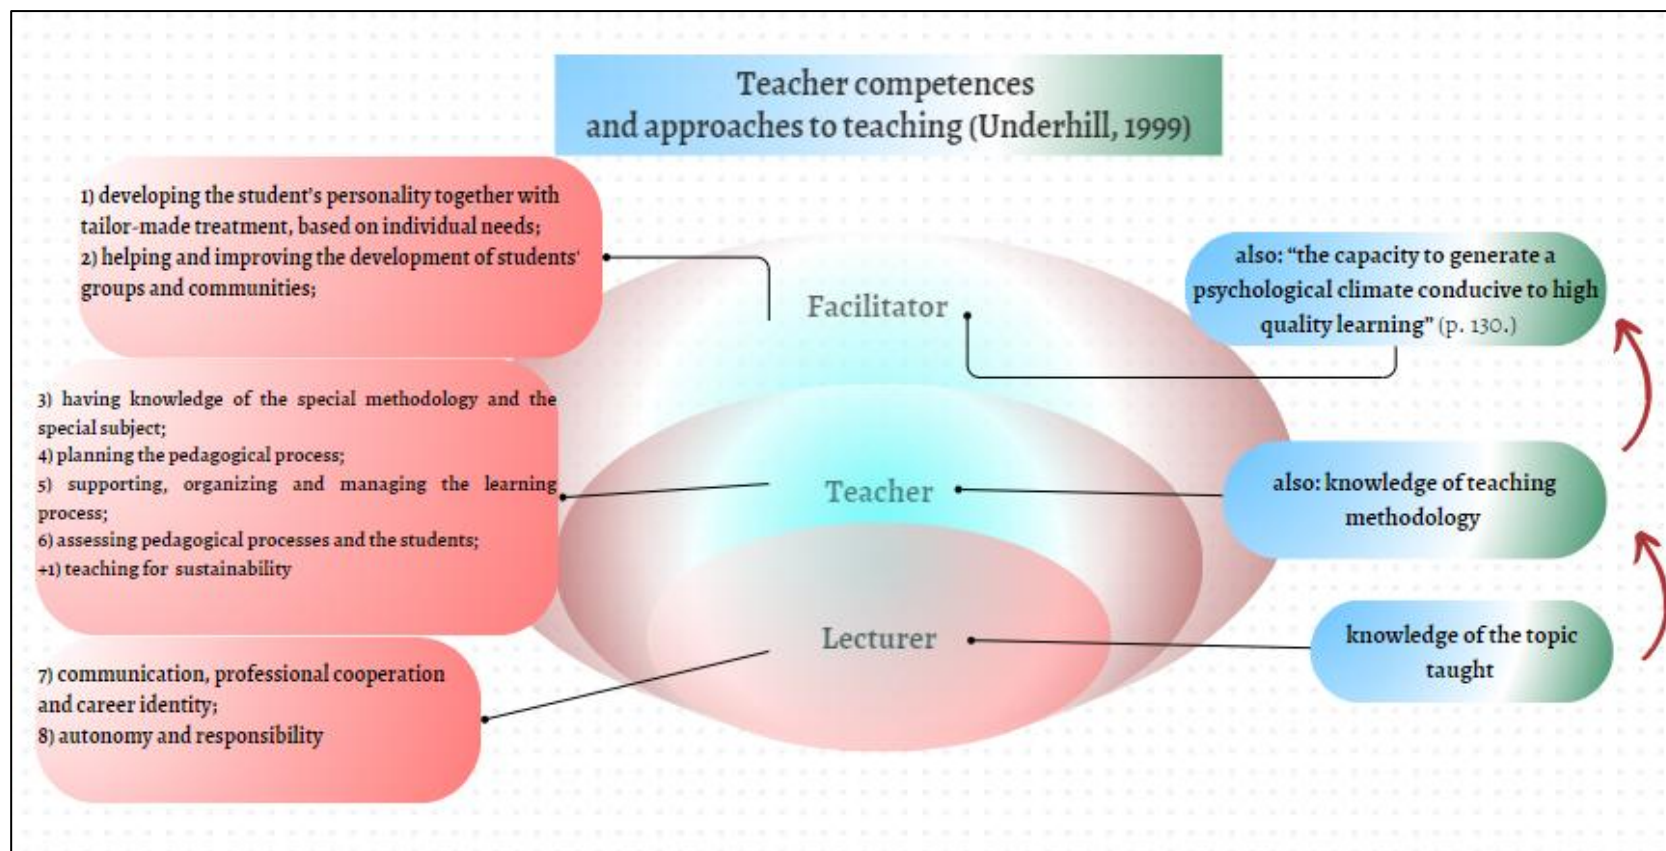 Teacher competences
and approaches to teaching (Underhill, 1999)
1) developing the student's personality together with
tailor-made treatment, based on individual needs;
2) helping and improving the development of students'
groups and communities;
Facilitator
also: “the capacity to generate a
psychological climate conducive to high
quality learning” (p. 130.)
3) having knowledge of the special methodology and the
special subject;
4) planning the pedagogical process;
5) supporting, organizing and managing the learning
process;
6) assessing pedagogical processes and the students;
+1) teaching for sustainability
Teacher
also: knowledge of teaching
methodology
7) communication, professional cooperation
and career identity;
8) autonomy and responsibility
Lecturer
knowledge of the topic
taught